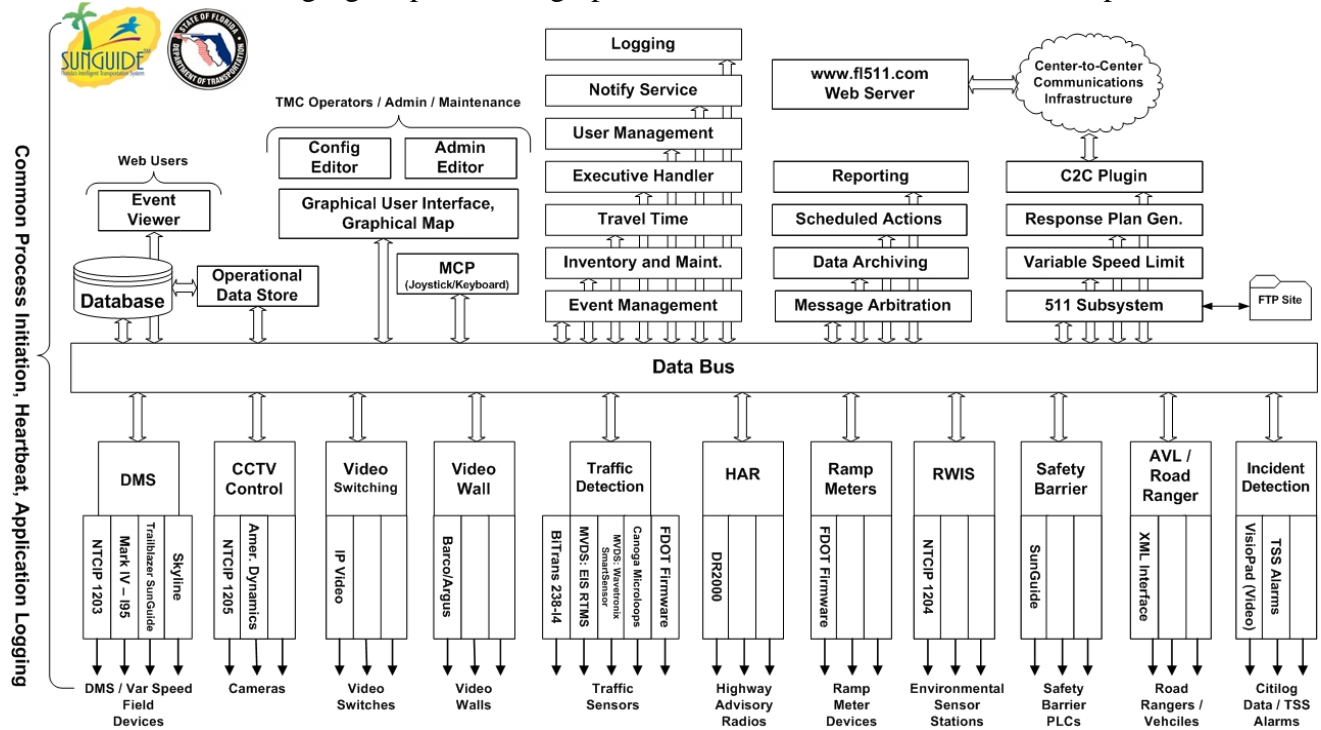 SUNGUIDE
Florida's Intelligent Transportation System
STATE OF FLORIDA
DEPARTMENT OF TRANSPORTATION
Common Process Initiation, Heartbeat, Application Logging
Web Users
Event
Viewer
Database
Operational
Data Store
TMC Operators / Admin / Maintenance
Config
Editor
Admin
Editor
Graphical User Interface,
Graphical Map
MCP
(Joystick/Keyboard)
Logging
Notify Service
User Management
Executive Handler
Travel Time
Inventory and Maint.
Event Management
www.fl511.com
Web Server
Center-to-Center
Communications
Infrastructure
Reporting
Scheduled Actions
Data Archiving
Message Arbitration
C2C Plugin
Response Plan Gen.
Variable Speed Limit
511 Subsystem
FTP Site
Data Bus
DMS
NTCIP 1203
Mark IV – I95
Trailblazer SunGuide
Skyline
DMS / Var Speed
Field
Devices
CCTV
Control
NTCIP 1205
Amer. Dynamics
Cameras
Video
Switching
IP Video
Video
Switches
Video
Wall
Barco/Argus
Video
Walls
Traffic
Detection
BiTrans 238-I4
MVDS: EIS RTMS
MVDS: Wavetronix
SmartSensor
Canoga Microloops
FDOT Firmware
Traffic
Sensors
HAR
DR2000
Highway
Advisory
Radios
Ramp
Meters
FDOT Firmware
Ramp
Meter
Devices
RWIS
NTCIP 1204
Environmental
Sensor
Stations
Safety
Barrier
SunGuide
Safety
Barrier
PLCs
AVL /
Road
Ranger
XML Interface
Road
Rangers /
Vehciles
Incident
Detection
VisioPad (Video)
TSS Alarms
Citilog
Data / TSS
Alarms